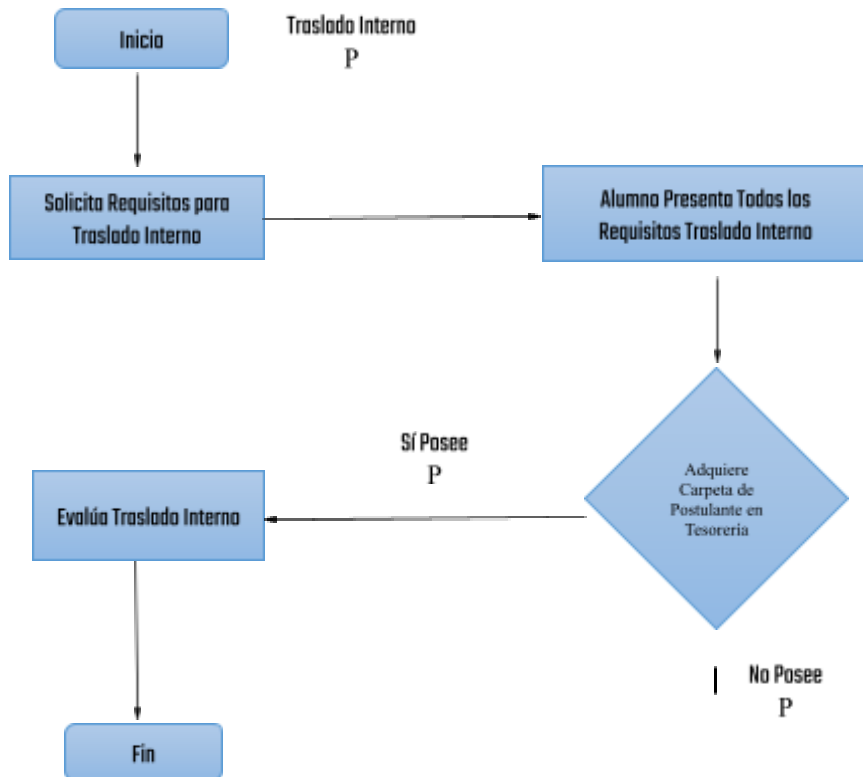 Inicio
Traslado Interno
P
Solicita Requisitos para
Traslado Interno
Alumno Presenta Todos los
Requisitos Traslado Interno
Adquiere
Carpeta de
Postulante en
Tesorería
Sí Posee
P
Evalúa Traslado Interno
No Posee
P
Fin